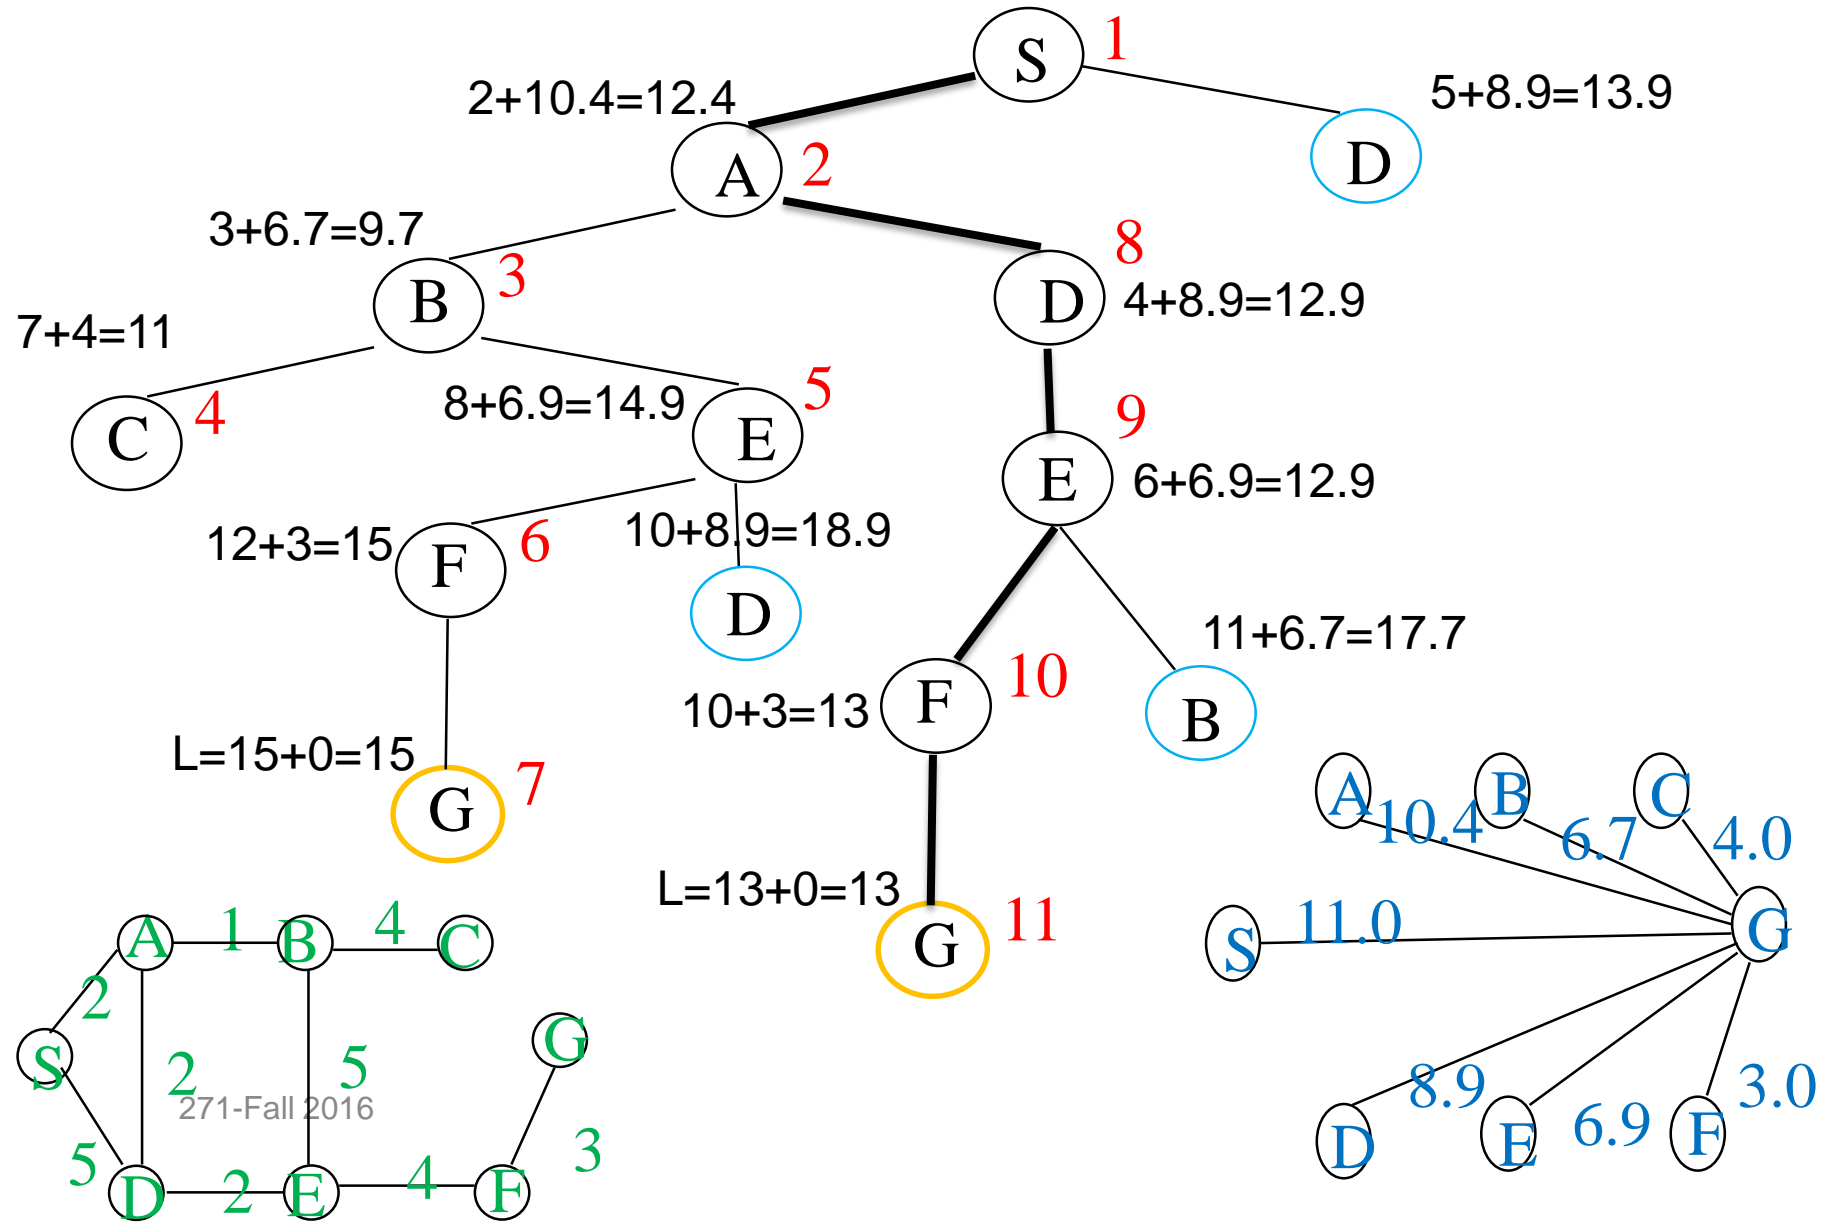 S 1
2+10.4=12.4
5+8.9=13.9
A 2
D
3+6.7=9.7
B 3
8
D 4+8.9=12.9
7+4=11
C 4
8+6.9=14.9
E 5
9
E 6+6.9=12.9
12+3=15
F 6
10+8.9=18.9
D
11+6.7=17.7
B
10+3=13
F 10
L=15+0=15
G 7
L=13+0=13
G 11
A 1 B 4 C
2
S
G
2
5
271-Fall 2016
5
3
D 2 E 4 F
A B C
10.4 6.7 4.0
S 11.0 G
8.9 6.9 3.0
D E F